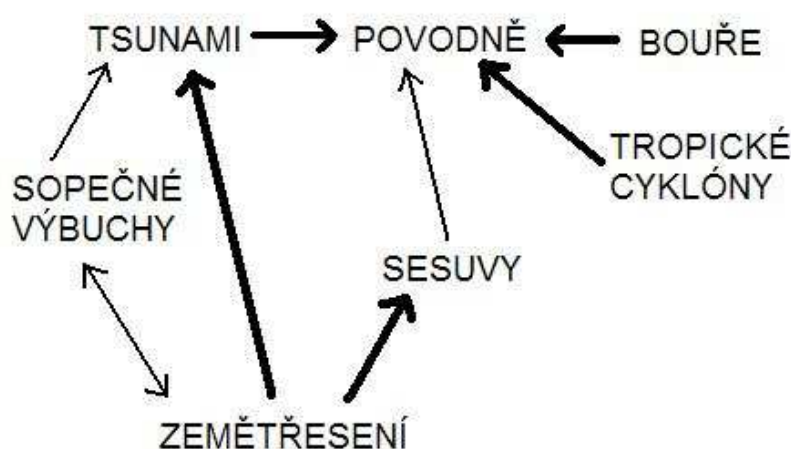 TSUNAMI
POVODNĚ
BOUŘE
SOPEČNÉ
VÝBUCHY
TROPICKÉ
CYKLÓNY
SESUVY
ZEMĚTŘESENÍ